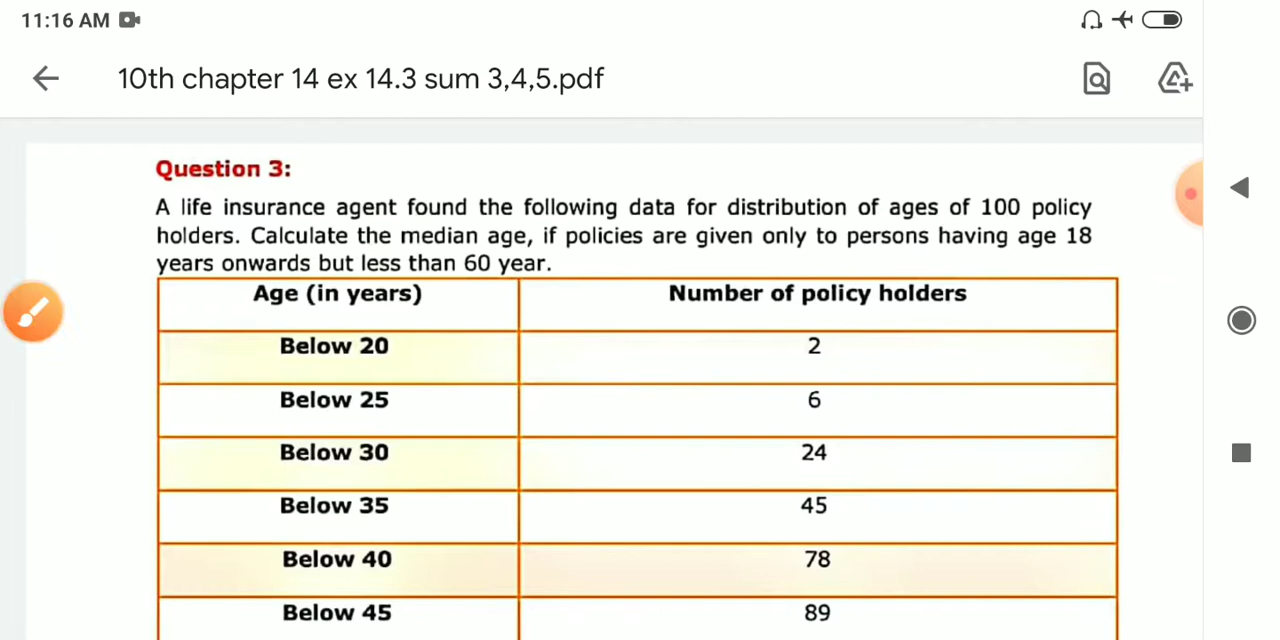 11:16 AM
10th chapter 14 ex 14.3 sum 3,4,5.pdf
Question 3:
A life insurance agent found the following data for distribution of ages of 100 policy
holders. Calculate the median age, if policies are given only to persons having age 18
years onwards but less than 60 year.
Age (in years) Number of policy holders
Below 20 2
Below 25 6
Below 30 24
Below 35 45
Below 40 78
Below 45 89